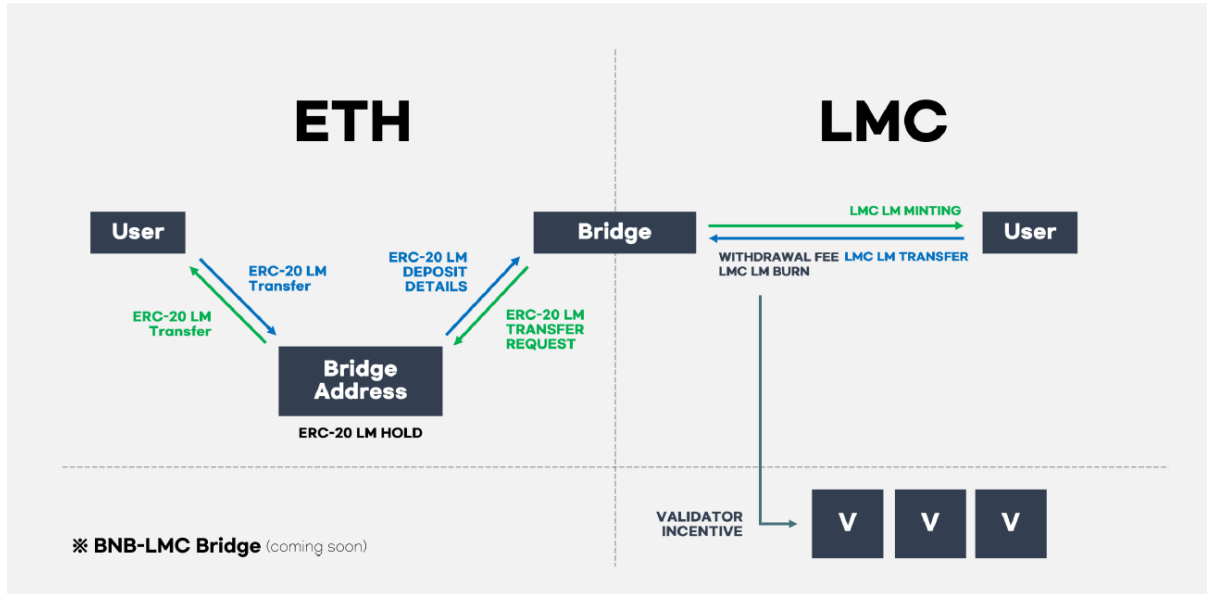 ETH
LMC
User
Bridge
LMC LM MINTING
User
WITHDRAWAL FEE
LMC LM BURN
LMC LM TRANSFER
ERC-20 LM
Transfer
ERC-20 LM
Transfer
ERC-20 LM
DEPOSIT
DETAILS
ERC-20 LM
TRANSFER
REQUEST
Bridge
Address
ERC-20 LM HOLD
VALIDATOR
INCENTIVE
V
V
V
※ BNB-LMC Bridge (coming soon)